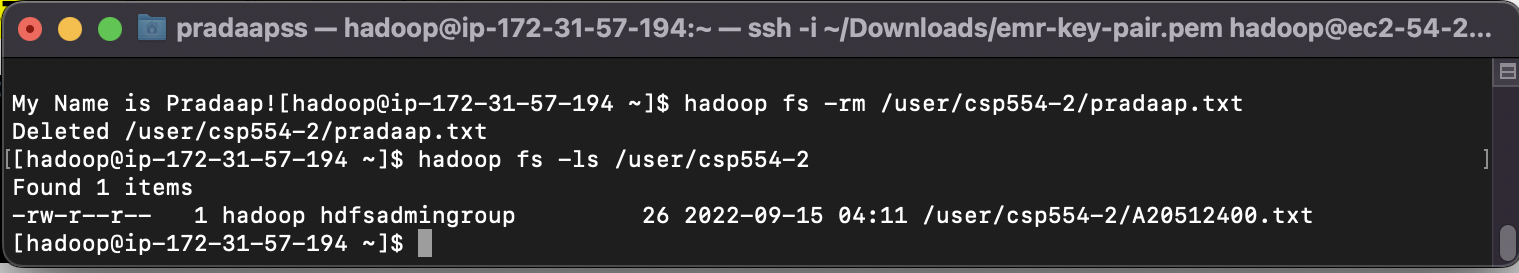 pradaapss — hadoop@ip-172-31-57-194:~ — ssh -i ~/Downloads/emr-key-pair.pem hadoop@ec2-54-2...
My Name is Pradaap![hadoop@ip-172-31-57-194 ~]$ hadoop fs -rm /user/csp554-2/pradaap.txt
Deleted /user/csp554-2/pradaap.txt
[[hadoop@ip-172-31-57-194 ~]$ hadoop fs -ls /user/csp554-2 ]
Found 1 items
-rw-r--r--   1 hadoop hdfsadmingroup         26 2022-09-15 04:11 /user/csp554-2/A20512400.txt
[hadoop@ip-172-31-57-194 ~]$